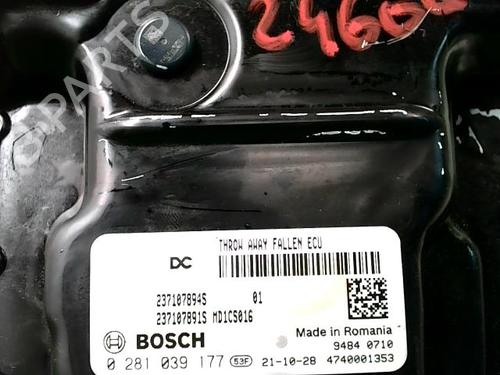 B-PARTS
THROW AWAY FALLEN ECU
DC
237107894S 01
237107891S MD1CS016
Made in Romania
BOSCH
9484 0710
0 281 039 177 53F 21-10-28 4740001353